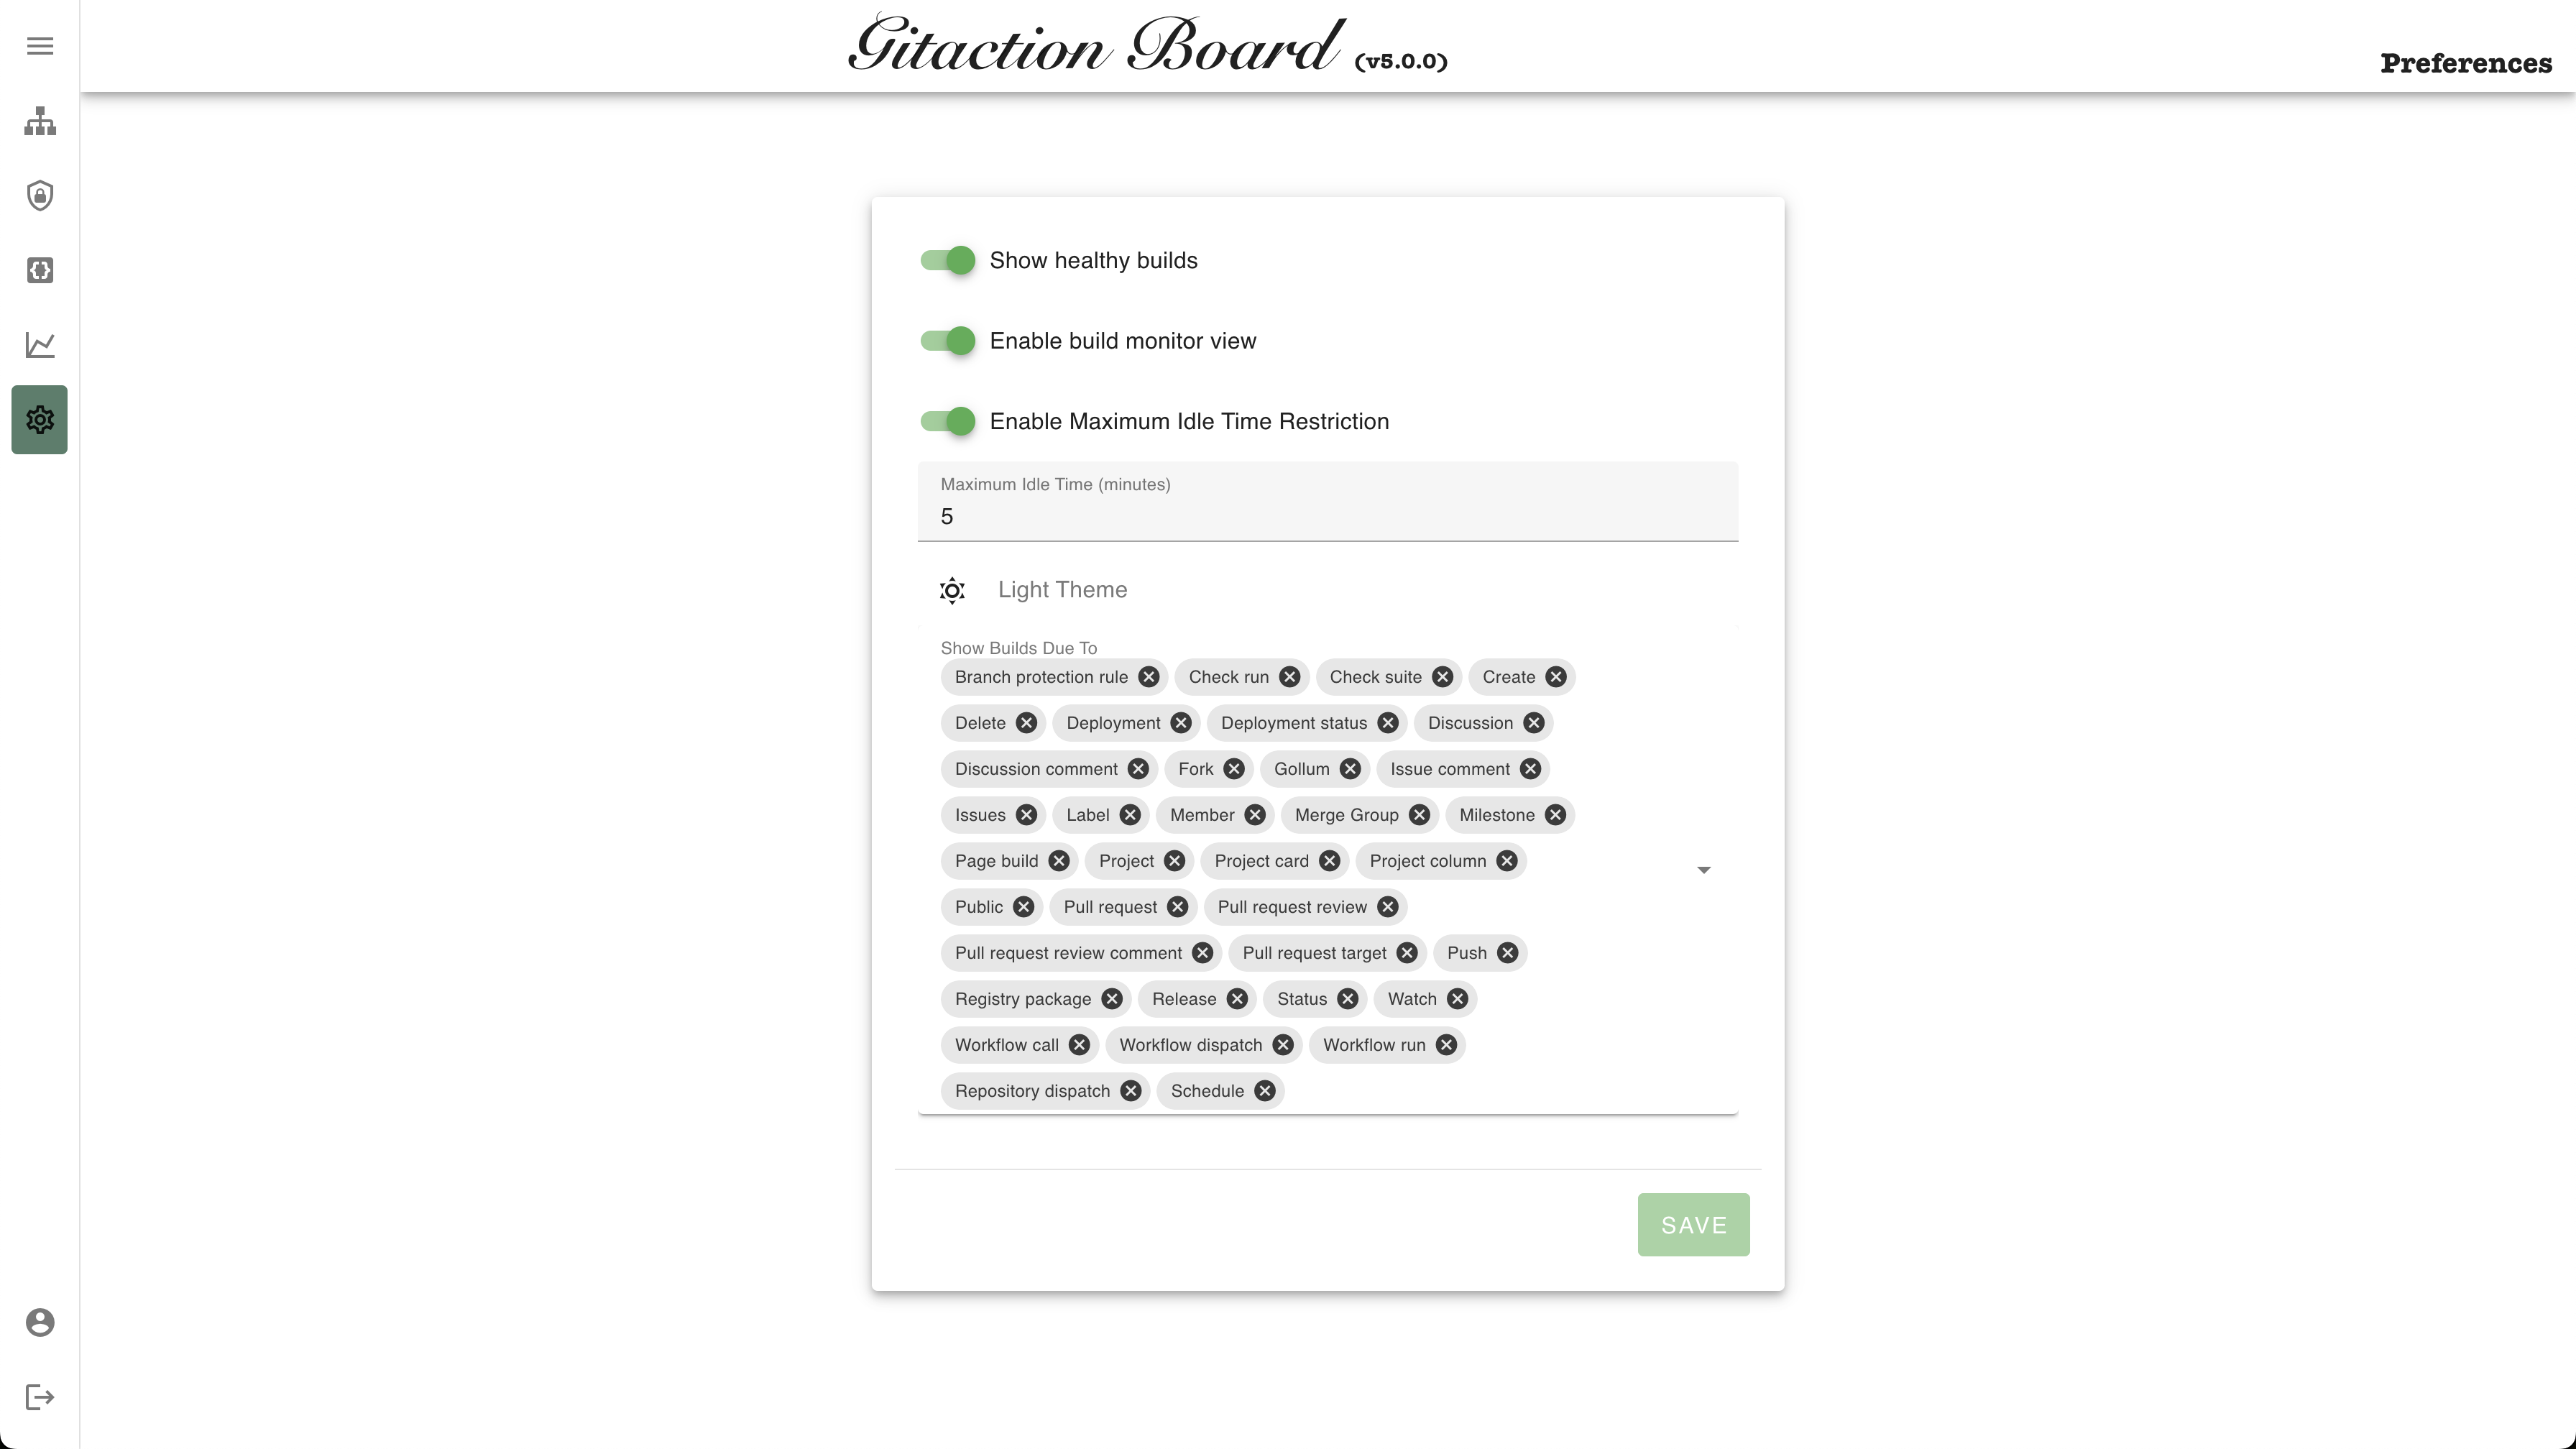 Gitaction Board (v5.0.0)
Preferences
Show healthy builds
Enable build monitor view
Enable Maximum Idle Time Restriction
Maximum Idle Time (minutes)
5
Light Theme
Show Builds Due To
Branch protection rule Check run Check suite Create
Delete Deployment Deployment status Discussion
Discussion comment Fork Gollum Issue comment
Issues Label Member Merge Group Milestone
Page build Project Project card Project column
Public Pull request Pull request review
Pull request review comment Pull request target Push
Registry package Release Status Watch
Workflow call Workflow dispatch Workflow run
Repository dispatch Schedule
SAVE